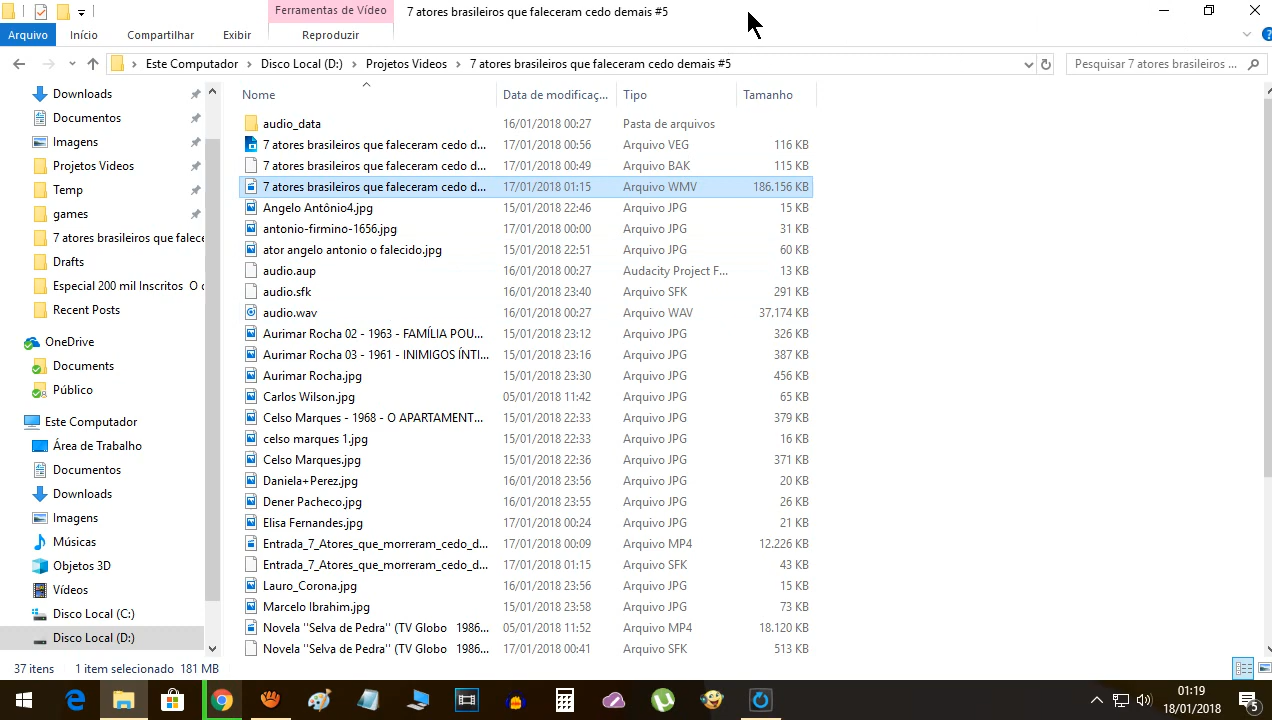 Ferramentas de Vídeo
7 atores brasileiros que faleceram cedo demais #5
Arquivo
Início
Compartilhar
Exibir
Reproduzir
Este Computador
Disco Local (D:)
Projetos Videos
7 atores brasileiros que faleceram cedo demais #5
Pesquisar 7 atores brasileiros ...
Downloads
Documentos
Imagens
Projetos Videos
Temp
games
7 atores brasileiros que falece
Drafts
Especial 200 mil Inscritos O
Recent Posts
OneDrive
Documents
Público
Este Computador
Área de Trabalho
Documentos
Downloads
Imagens
Músicas
Objetos 3D
Vídeos
Disco Local (C:)
Disco Local (D:)
Nome Data de modificaç... Tipo Tamanho
audio_data 16/01/2018 00:27 Pasta de arquivos
7 atores brasileiros que faleceram cedo d... 17/01/2018 00:56 Arquivo VEG 116 KB
7 atores brasileiros que faleceram cedo d... 17/01/2018 00:49 Arquivo BAK 115 KB
7 atores brasileiros que faleceram cedo d... 17/01/2018 01:15 Arquivo WMV 186.156 KB
Angelo Antônio4.jpg 15/01/2018 22:46 Arquivo JPG 15 KB
antonio-firmino-1656.jpg 17/01/2018 00:00 Arquivo JPG 31 KB
ator angelo antonio o falecido.jpg 15/01/2018 22:51 Arquivo JPG 60 KB
audio.aup 16/01/2018 00:27 Audacity Project F... 13 KB
audio.sfk 16/01/2018 23:40 Arquivo SFK 291 KB
audio.wav 16/01/2018 00:27 Arquivo WAV 37.174 KB
Aurimar Rocha 02 - 1963 - FAMÍLIA POU... 15/01/2018 23:12 Arquivo JPG 326 KB
Aurimar Rocha 03 - 1961 - INIMIGOS ÍNTI... 15/01/2018 23:16 Arquivo JPG 387 KB
Aurimar Rocha.jpg 15/01/2018 23:30 Arquivo JPG 456 KB
Carlos Wilson.jpg 05/01/2018 11:42 Arquivo JPG 65 KB
Celso Marques - 1968 - O APARTAMENT... 15/01/2018 22:33 Arquivo JPG 379 KB
celso marques 1.jpg 15/01/2018 22:33 Arquivo JPG 16 KB
Celso Marques.jpg 15/01/2018 22:36 Arquivo JPG 371 KB
Daniela+Perez.jpg 16/01/2018 23:56 Arquivo JPG 20 KB
Dener Pacheco.jpg 16/01/2018 23:55 Arquivo JPG 26 KB
Elisa Fernandes.jpg 17/01/2018 00:24 Arquivo JPG 21 KB
Entrada_7_Atores_que_morreram_cedo_d... 17/01/2018 00:09 Arquivo MP4 12.226 KB
Entrada_7_Atores_que_morreram_cedo_d... 17/01/2018 01:15 Arquivo SFK 43 KB
Lauro_Corona.jpg 16/01/2018 23:56 Arquivo JPG 15 KB
Marcelo Ibrahim.jpg 15/01/2018 23:58 Arquivo JPG 73 KB
Novela ''Selva de Pedra'' (TV Globo 1986... 05/01/2018 11:52 Arquivo MP4 18.120 KB
Novela ''Selva de Pedra'' (TV Globo 1986... 17/01/2018 00:41 Arquivo SFK 513 KB
37 itens 1 item selecionado 181 MB
01:19
18/01/2018
5